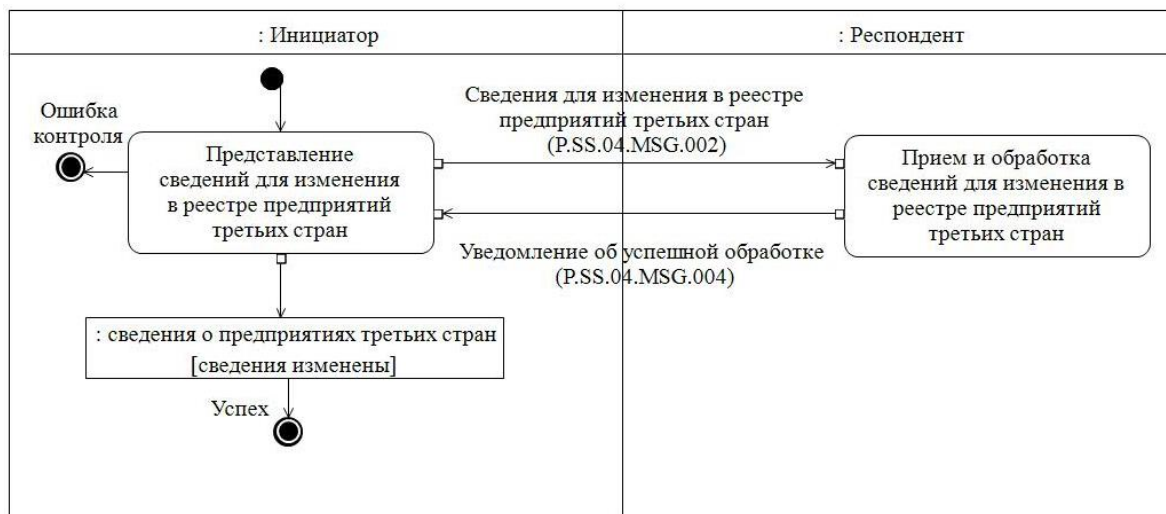 : Инициатор
: Респондент
Ошибка
контроля
Представление
сведений для изменения
в реестре предприятий
третьих стран
Сведения для изменения в реестре
предприятий третьих стран
(P.SS.04.MSG.002)
Прием и обработка
сведений для изменения в
реестре предприятий
третьих стран
Уведомление об успешной обработке
(P.SS.04.MSG.004)
: сведения о предприятиях третьих стран
[сведения изменены]
Успех